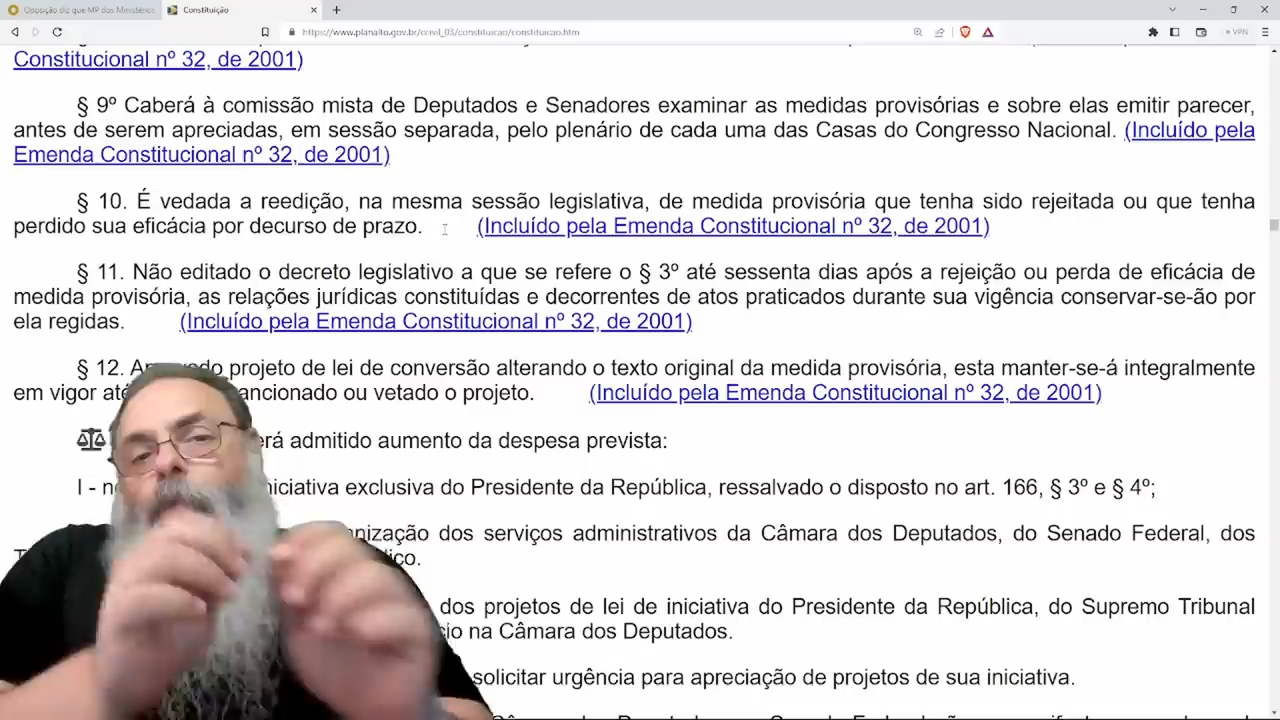 Oposição diz que MP dos Ministérios
Constituição
https://www.planalto.gov.br/ccivil_03/constituicao/constituicao.htm
VPN
Constitucional nº 32, de 2001)
§ 9º Caberá à comissão mista de Deputados e Senadores examinar as medidas provisórias e sobre elas emitir parecer,
antes de serem apreciadas, em sessão separada, pelo plenário de cada uma das Casas do Congresso Nacional. (Incluído pela
Emenda Constitucional nº 32, de 2001)
§ 10. É vedada a reedição, na mesma sessão legislativa, de medida provisória que tenha sido rejeitada ou que tenha
perdido sua eficácia por decurso de prazo. (Incluído pela Emenda Constitucional nº 32, de 2001)
§ 11. Não editado o decreto legislativo a que se refere o § 3º até sessenta dias após a rejeição ou perda de eficácia de
medida provisória, as relações jurídicas constituídas e decorrentes de atos praticados durante sua vigência conservar-se-ão por
ela regidas. (Incluído pela Emenda Constitucional nº 32, de 2001)
§ 12. projeto de lei de conversão alterando o texto original da medida provisória, esta manter-se-á integralmente
em vigor sancionado ou vetado o projeto. (Incluído pela Emenda Constitucional nº 32, de 2001)
admitido aumento da despesa prevista:
I - iniciativa exclusiva do Presidente da República, ressalvado o disposto no art. 166, § 3º e § 4º;
dos serviços administrativos da Câmara dos Deputados, do Senado Federal, dos
dos projetos de lei de iniciativa do Presidente da República, do Supremo Tribunal
na Câmara dos Deputados.
solicitar urgência para apreciação de projetos de sua iniciativa.